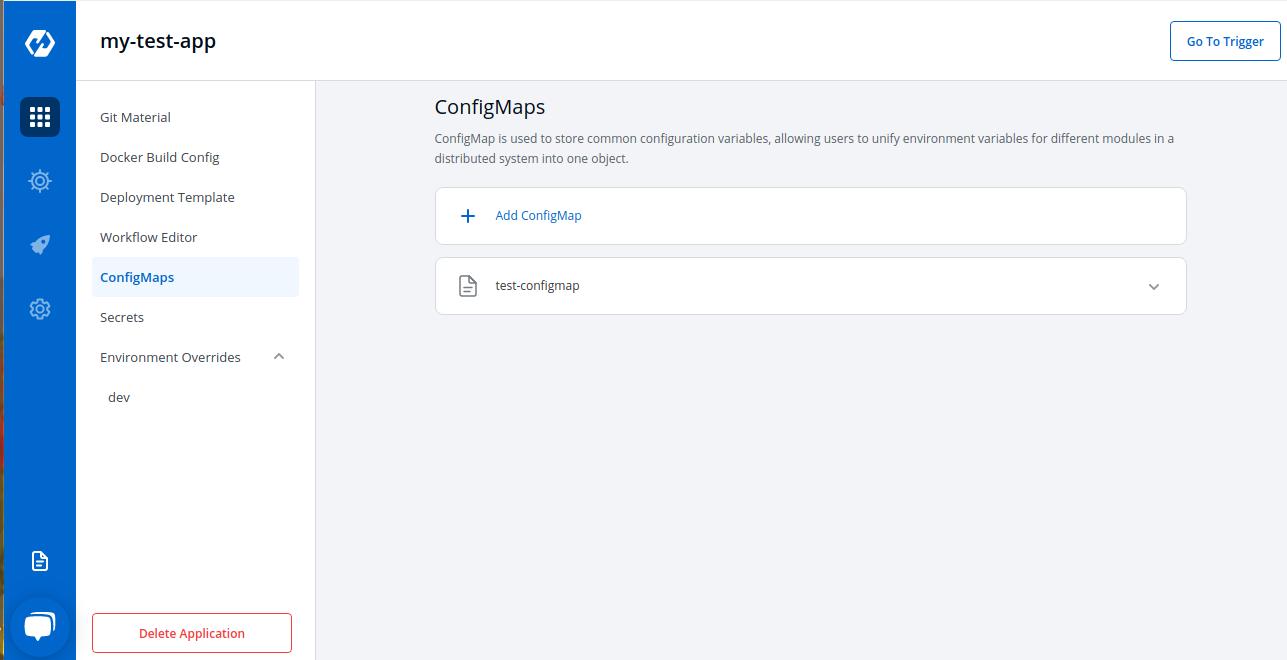 my-test-app
Go To Trigger
Git Material
Docker Build Config
Deployment Template
Workflow Editor
ConfigMaps
Secrets
Environment Overrides
dev
Delete Application
ConfigMaps
ConfigMap is used to store common configuration variables, allowing users to unify environment variables for different modules in a
distributed system into one object.
Add ConfigMap
test-configmap